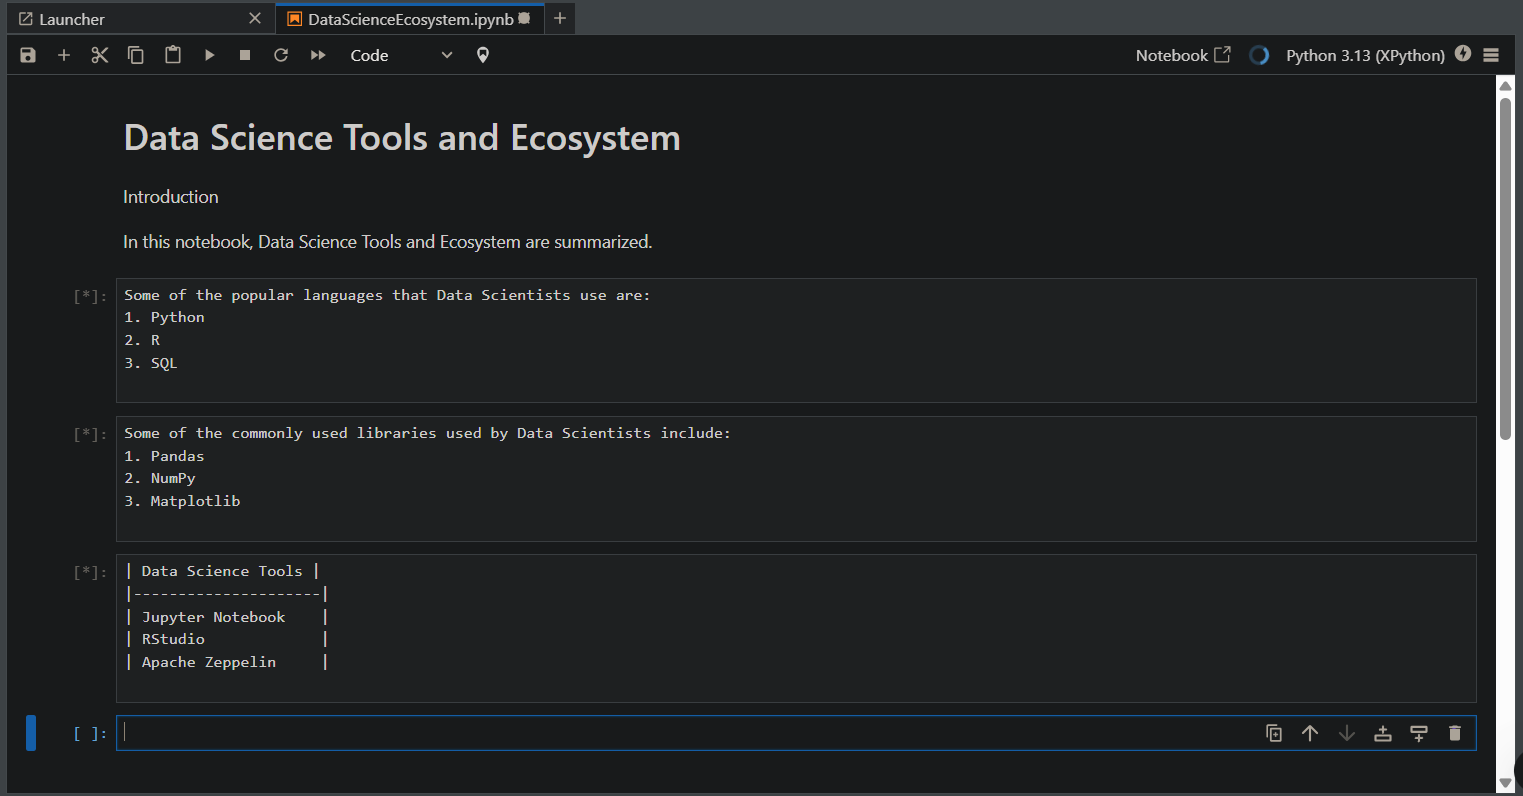 Launcher
DataScienceEcosystem.ipynb
Code
Notebook
Python 3.13 (XPython)
Data Science Tools and Ecosystem
Introduction
In this notebook, Data Science Tools and Ecosystem are summarized.
[*]: Some of the popular languages that Data Scientists use are:
1. Python
2. R
3. SQL
[*]: Some of the commonly used libraries used by Data Scientists include:
1. Pandas
2. NumPy
3. Matplotlib
[*]: | Data Science Tools |
|---------------------|
| Jupyter Notebook    |
| RStudio             |
| Apache Zeppelin     |
[ ]: